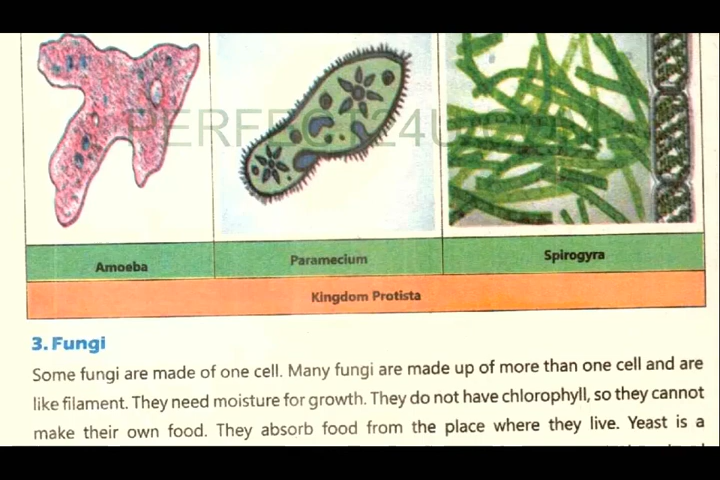 Amoeba
Paramecium
Spirogyra
Kingdom Protista
3. Fungi
Some fungi are made of one cell. Many fungi are made up of more than one cell and are
like filament. They need moisture for growth. They do not have chlorophyll, so they cannot
make their own food. They absorb food from the place where they live. Yeast is a